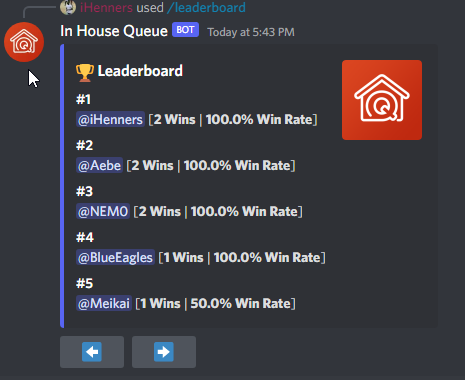 iHenners used /leaderboard
In House Queue BOT Today at 5:43 PM
🏆 Leaderboard
#1
@iHenners [2 Wins | 100.0% Win Rate]
#2
@Aebe [2 Wins | 100.0% Win Rate]
#3
@NEM0 [2 Wins | 100.0% Win Rate]
#4
@BlueEagles [1 Wins | 100.0% Win Rate]
#5
@Meikai [1 Wins | 50.0% Win Rate]